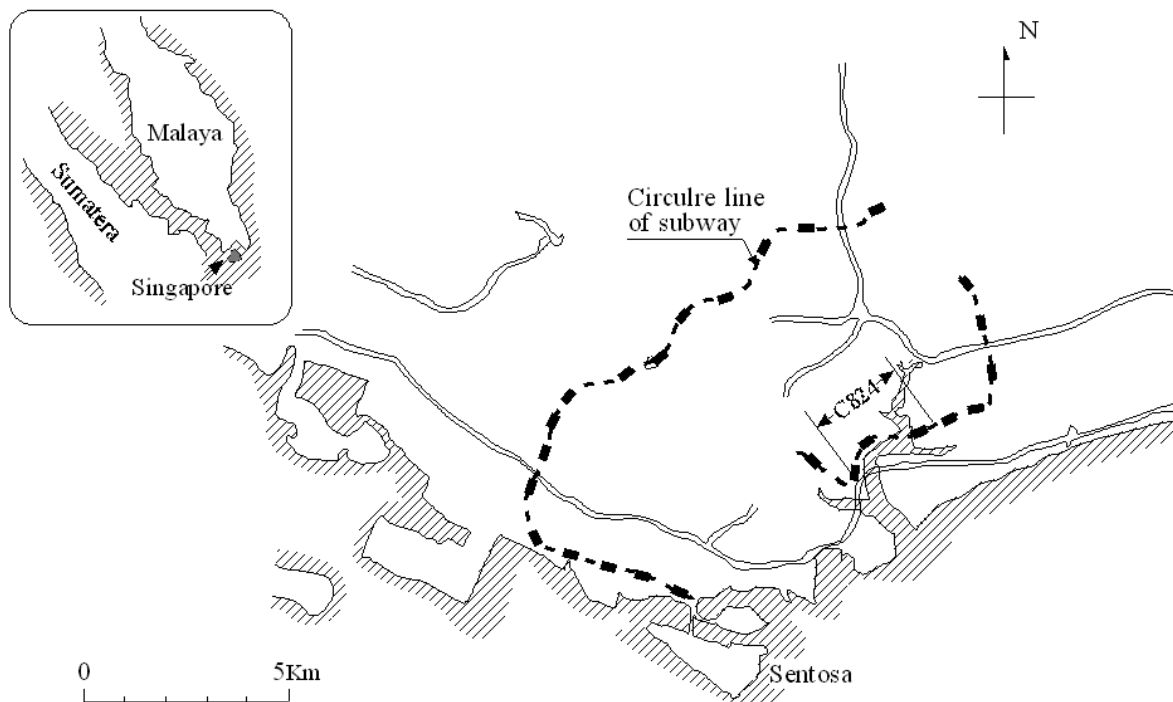 N
Malaya
Sumatera
Singapore
Circulre line
of subway
C824
0
5Km
Sentosa